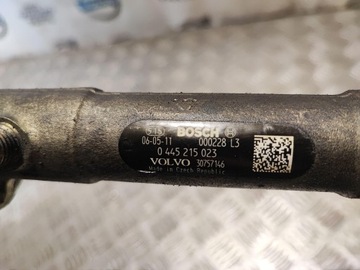 BOSCH
06-05-11 000228 L3
0 445 215 023
VOLVO 30757146
Made in Czech Republic